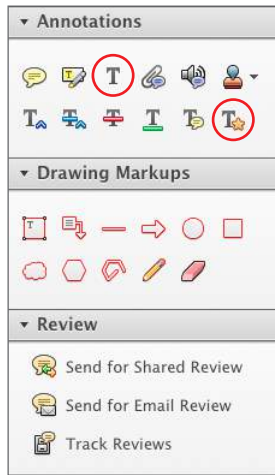 Annotations
T T
T T T T T T
Drawing Markups
T
Review
Send for Shared Review
Send for Email Review
Track Reviews